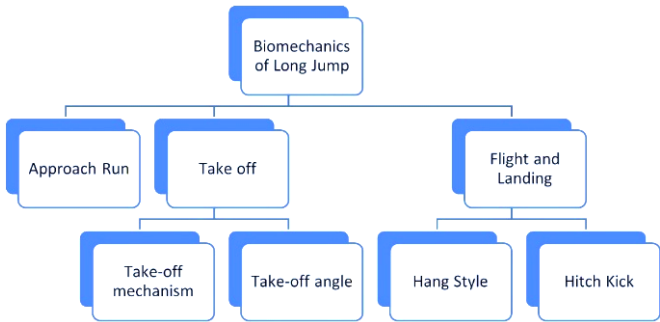 Biomechanics
of Long Jump
Approach Run
Take off
Flight and
Landing
Take-off
mechanism
Take-off angle
Hang Style
Hitch Kick